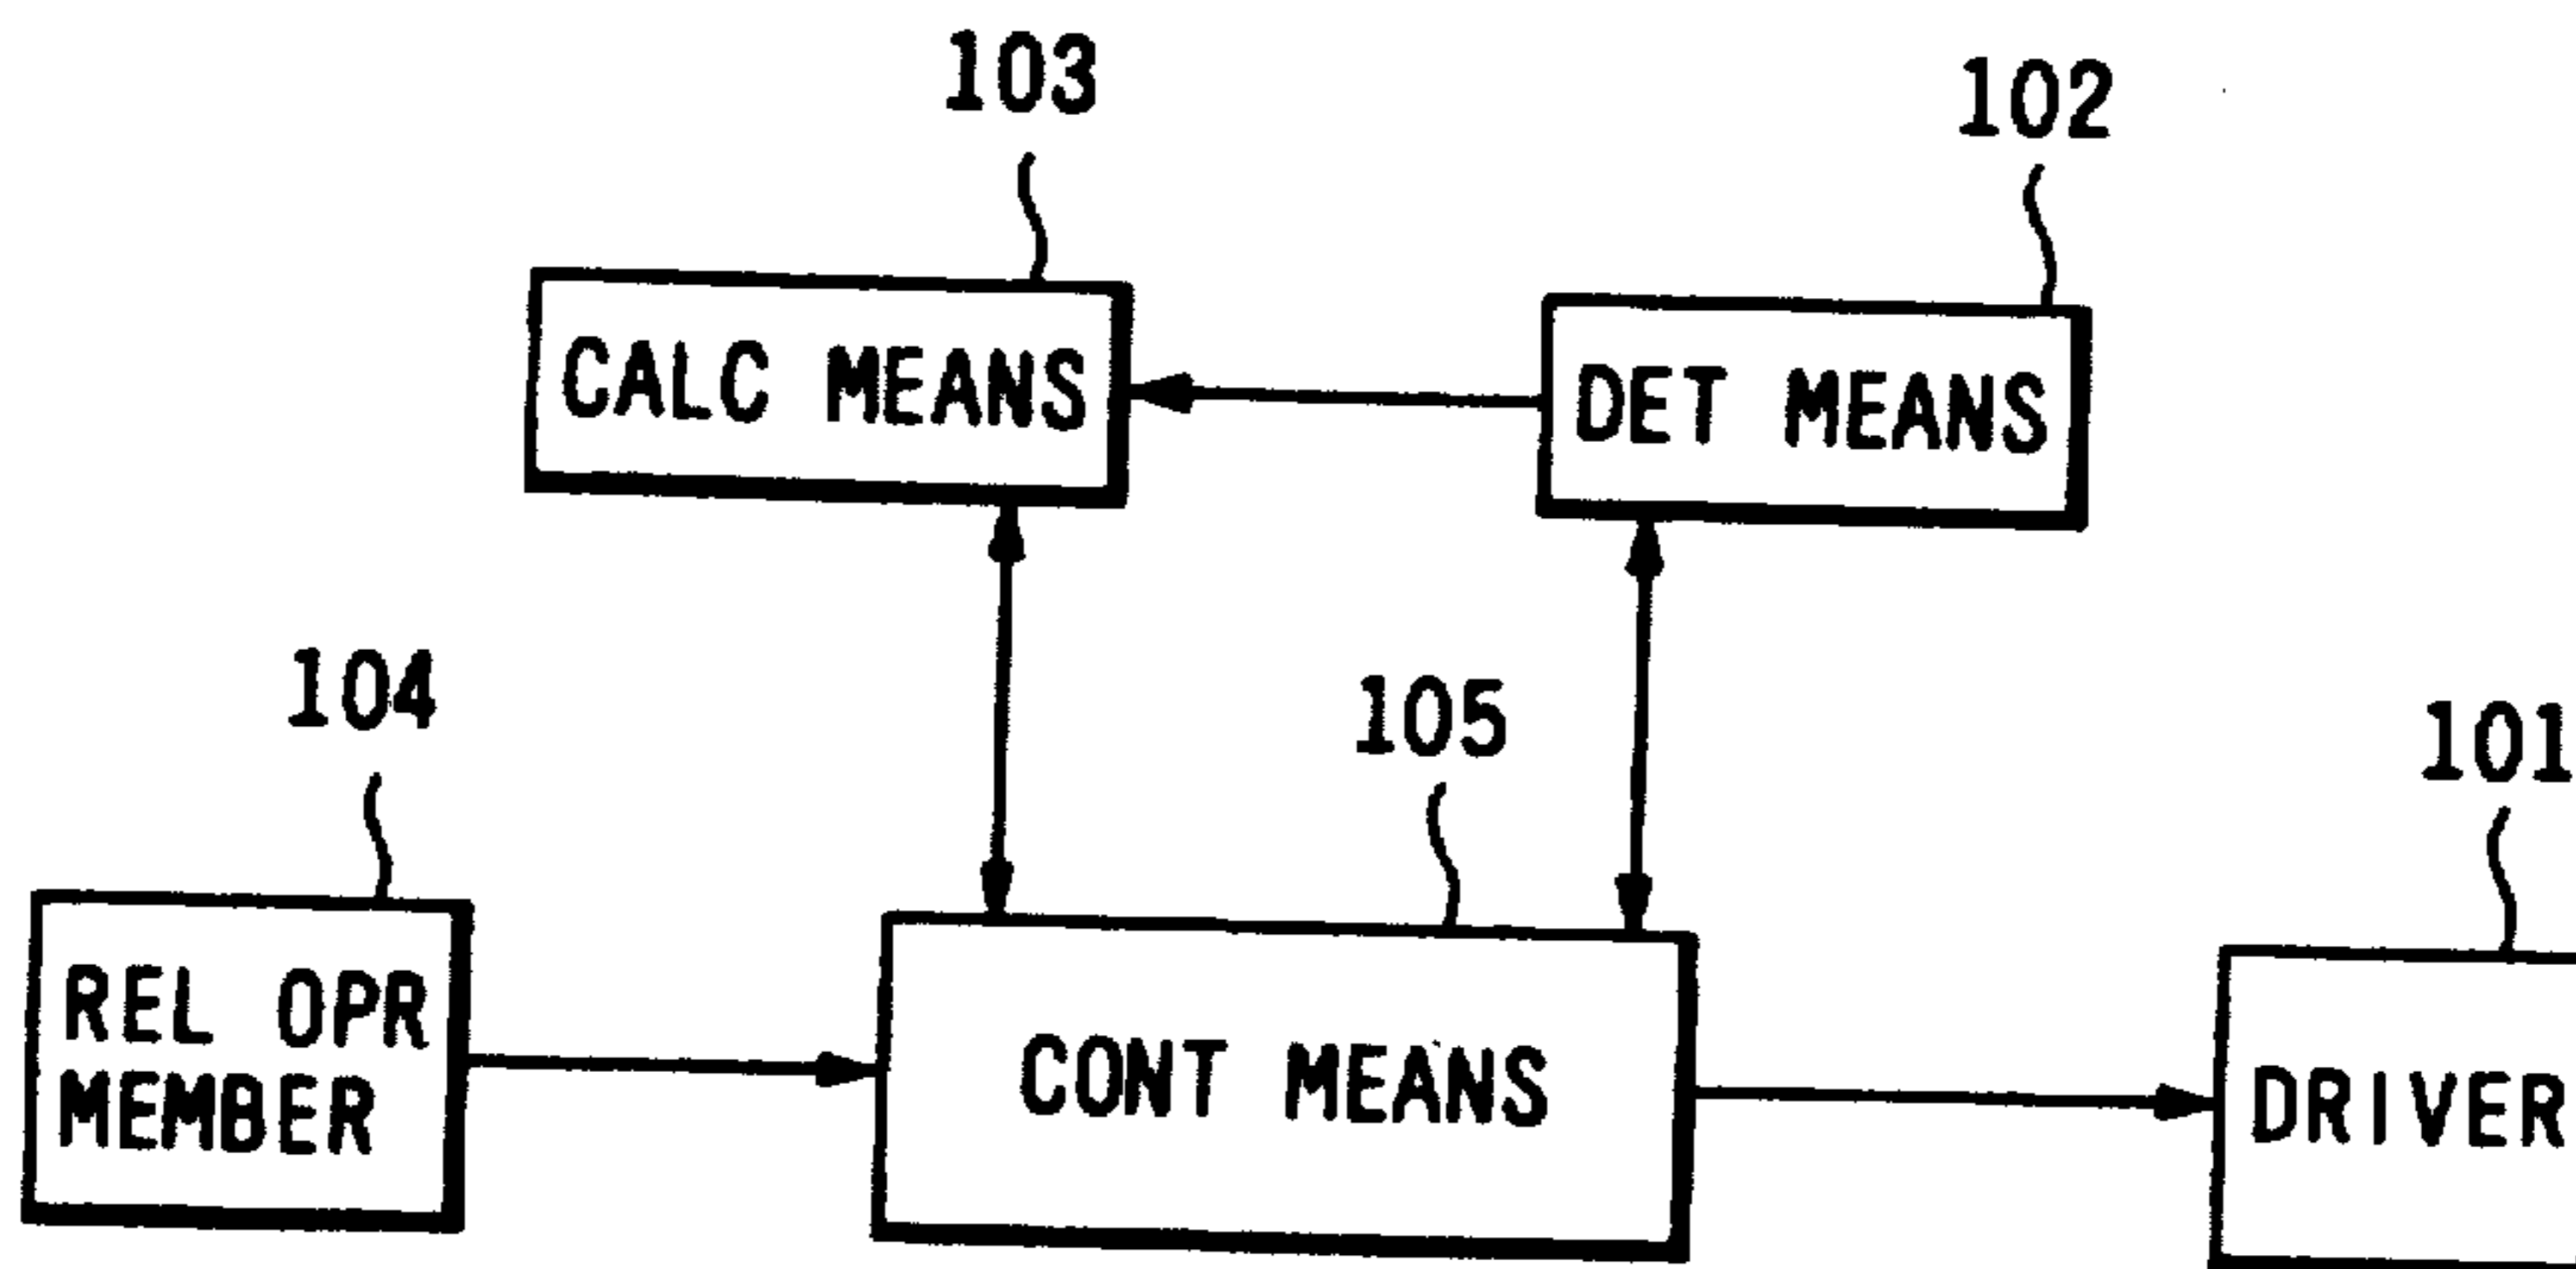 103
102
CALC MEANS
DET MEANS
104
105
101
REL OPR
MEMBER
CONT MEANS
DRIVER